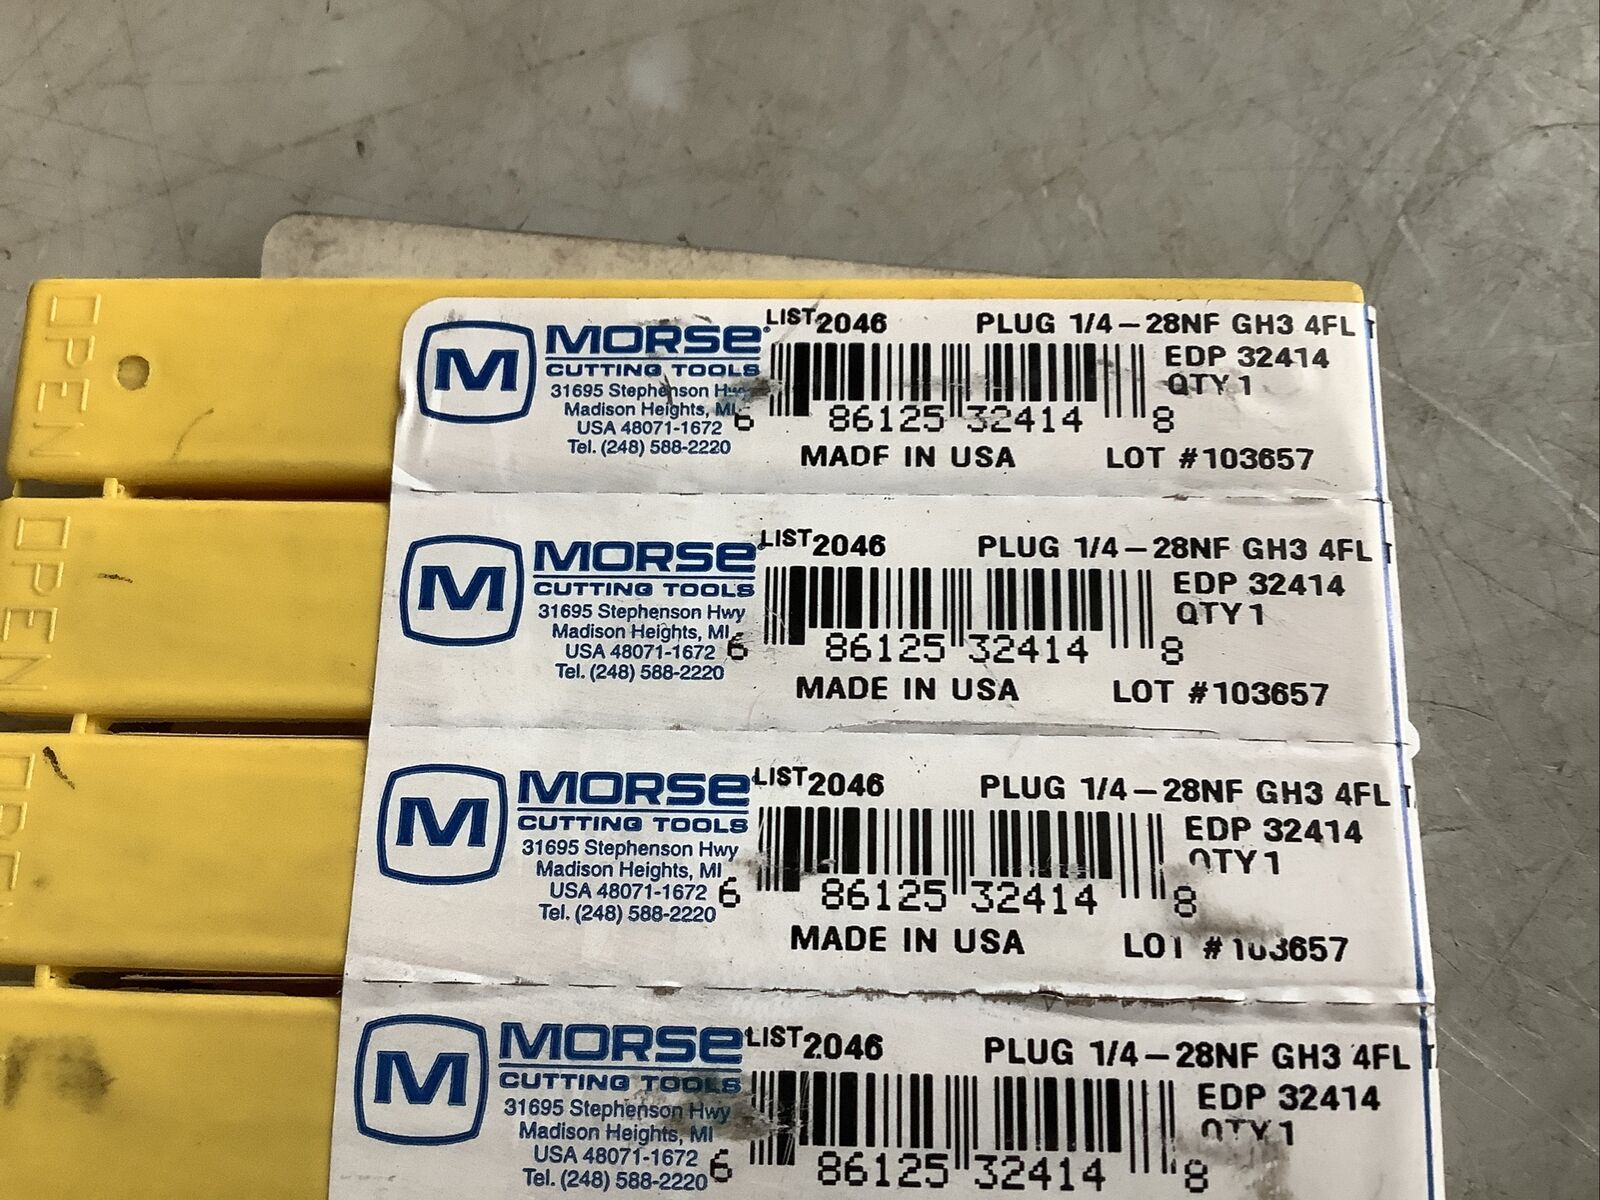 OPEN
M
MORSE
CUTTING TOOLS
31695 Stephenson Hwy
Madison Heights, MI
USA 48071-1672
Tel. (248) 588-2220
LIST 2046 PLUG 1/4-28NF GH3 4FL
EDP 32414
QTY 1
6 86125 32414 8
MADE IN USA LOT #103657
OPEN
M
MORSE
CUTTING TOOLS
31695 Stephenson Hwy
Madison Heights, MI
USA 48071-1672
Tel. (248) 588-2220
LIST 2046 PLUG 1/4-28NF GH3 4FL
EDP 32414
QTY 1
6 86125 32414 8
MADE IN USA LOT #103657
OPEN
M
MORSE
CUTTING TOOLS
31695 Stephenson Hwy
Madison Heights, MI
USA 48071-1672
Tel. (248) 588-2220
LIST 2046 PLUG 1/4-28NF GH3 4FL
EDP 32414
QTY 1
6 86125 32414 8
MADE IN USA LOT #103657
M
MORSE
CUTTING TOOLS
31695 Stephenson Hwy
Madison Heights, MI
USA 48071-1672
Tel. (248) 588-2220
LIST 2046 PLUG 1/4-28NF GH3 4FL
EDP 32414
QTY 1
6 86125 32414 8